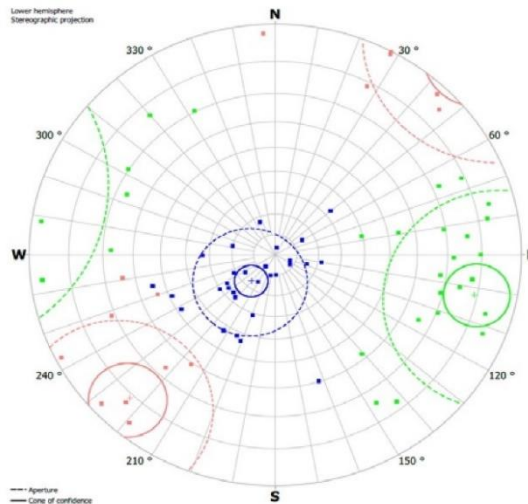 Lower hemisphere
Stereographic projection
N
330 °
30 °
300 °
60 °
W
240 °
120 °
210 °
150 °
S
Aperture
Cone of confidence